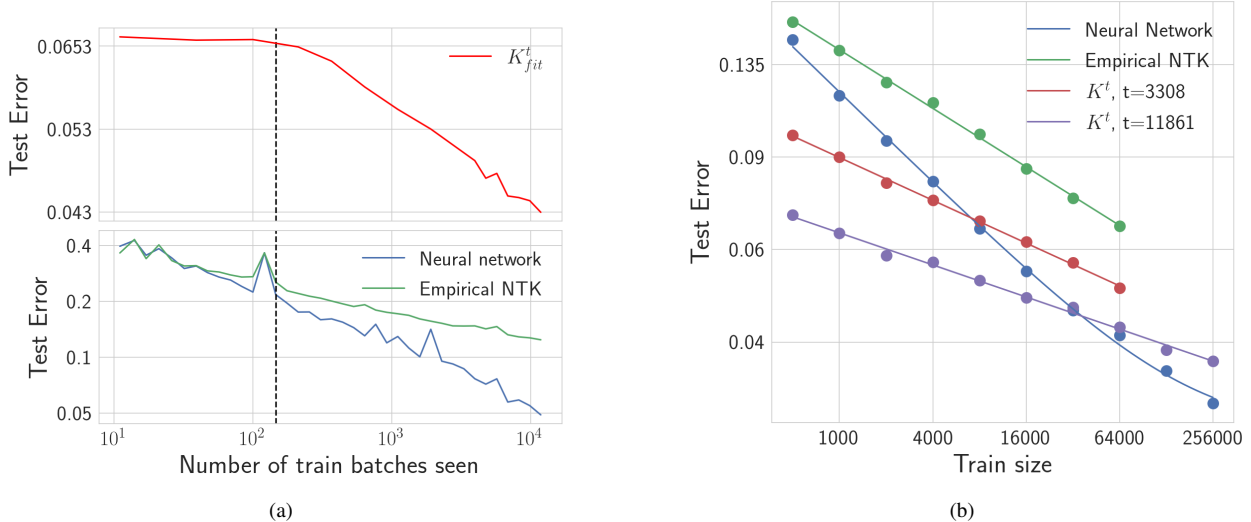 Test Error
0.0653
0.053
0.043
K^t_{fit}
Test Error
0.4
0.2
0.1
0.05
Neural network
Empirical NTK
10^1
10^2
10^3
10^4
Number of train batches seen
(a)
Test Error
0.135
0.09
0.06
0.04
Neural Network
Empirical NTK
K^t, t=3308
K^t, t=11861
1000
4000
16000
64000
256000
Train size
(b)